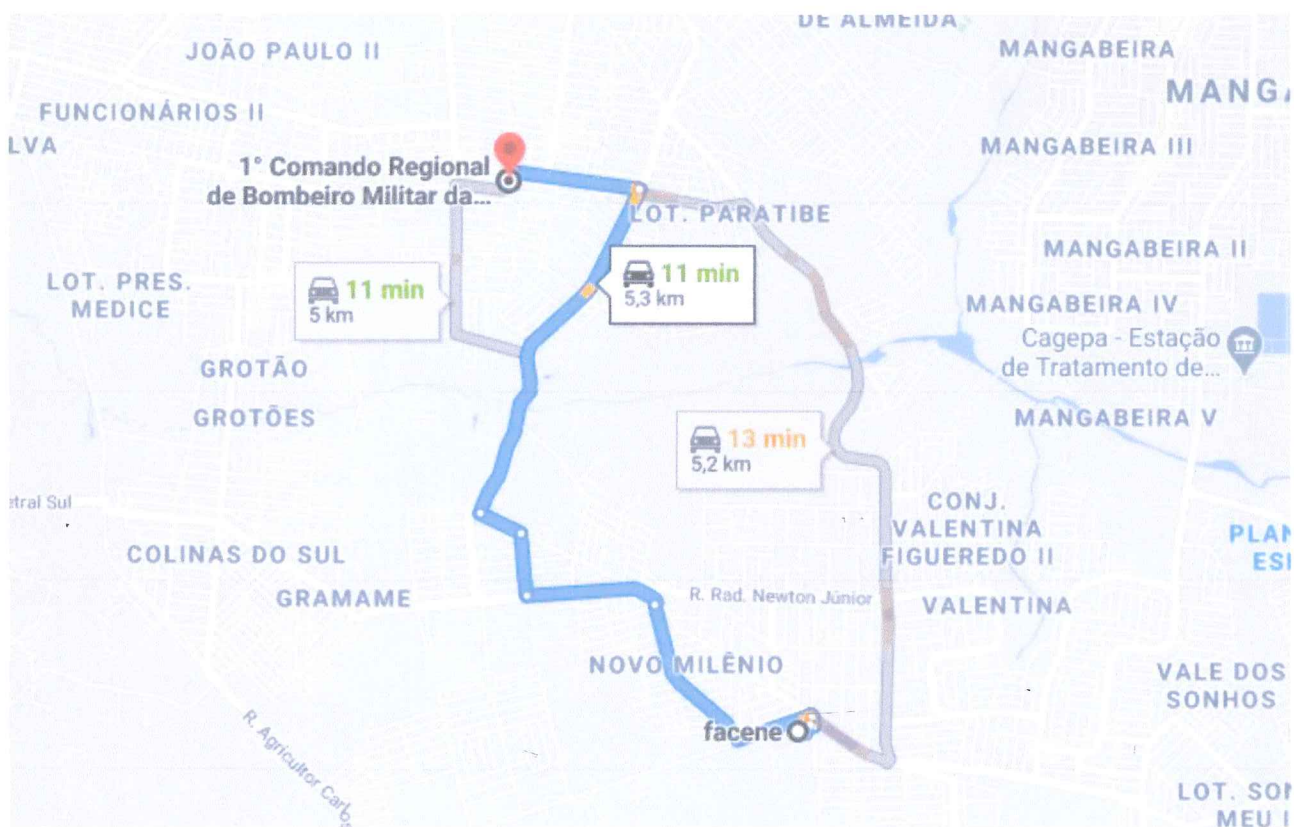 DE ALMEIDA
JOÃO PAULO II
MANGABEIRA
MANGA
FUNCIONÁRIOS II
LVA
MANGABEIRA III
1° Comando Regional
de Bombeiro Militar da...
LOT. PARATIBE
MANGABEIRA II
LOT. PRES.
MEDICE
11 min
5 km
11 min
5,3 km
MANGABEIRA IV
Cagepa - Estação
de Tratamento de...
GROTÃO
GROTÕES
MANGABEIRA V
13 min
5,2 km
etral Sul
CONJ.
VALENTINA
FIGUEREDO II
PLAN
ESP
COLINAS DO SUL
GRAMAME
R. Rad. Newton Júnior
VALENTINA
NOVO MILÊNIO
VALE DOS
SONHOS
facene
R. Agricultor Carlos
LOT. SON
MEU I